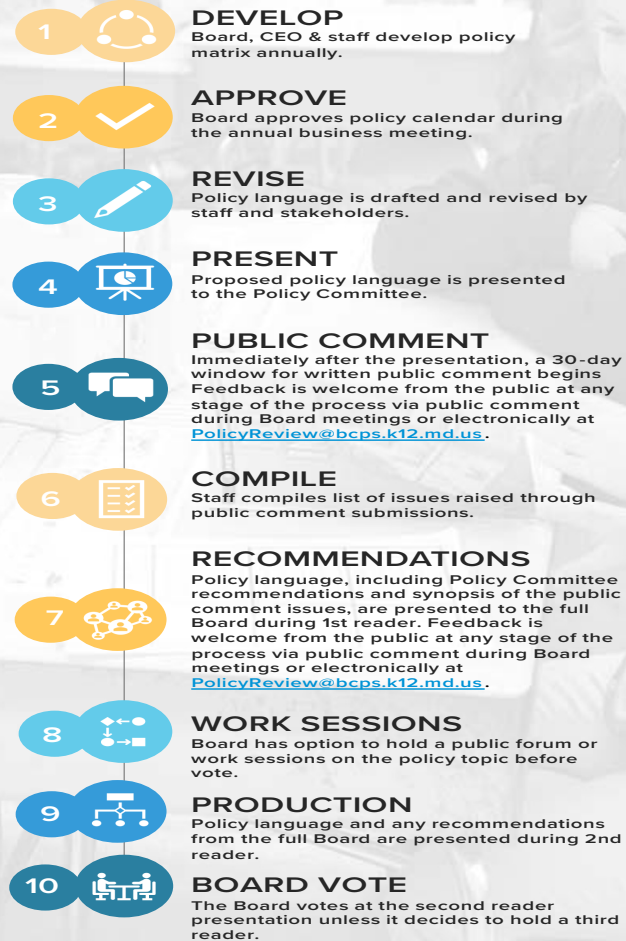 1
DEVELOP
Board, CEO & staff develop policy
matrix annually.
2
APPROVE
Board approves policy calendar during
the annual business meeting.
3
REVISE
Policy language is drafted and revised by
staff and stakeholders.
4
PRESENT
Proposed policy language is presented
to the Policy Committee.
5
PUBLIC COMMENT
Immediately after the presentation, a 30-day
window for written public comment begins
Feedback is welcome from the public at any
stage of the process via public comment
during Board meetings or electronically at
PolicyReview@bcps.k12.md.us.
6
COMPILE
Staff compiles list of issues raised through
public comment submissions.
7
RECOMMENDATIONS
Policy language, including Policy Committee
recommendations and synopsis of the public
comment issues, are presented to the full
Board during 1st reader. Feedback is
welcome from the public at any stage of the
process via public comment during Board
meetings or electronically at
PolicyReview@bcps.k12.md.us.
8
WORK SESSIONS
Board has option to hold a public forum or
work sessions on the policy topic before
vote.
9
PRODUCTION
Policy language and any recommendations
from the full Board are presented during 2nd
reader.
10
BOARD VOTE
The Board votes at the second reader
presentation unless it decides to hold a third
reader.